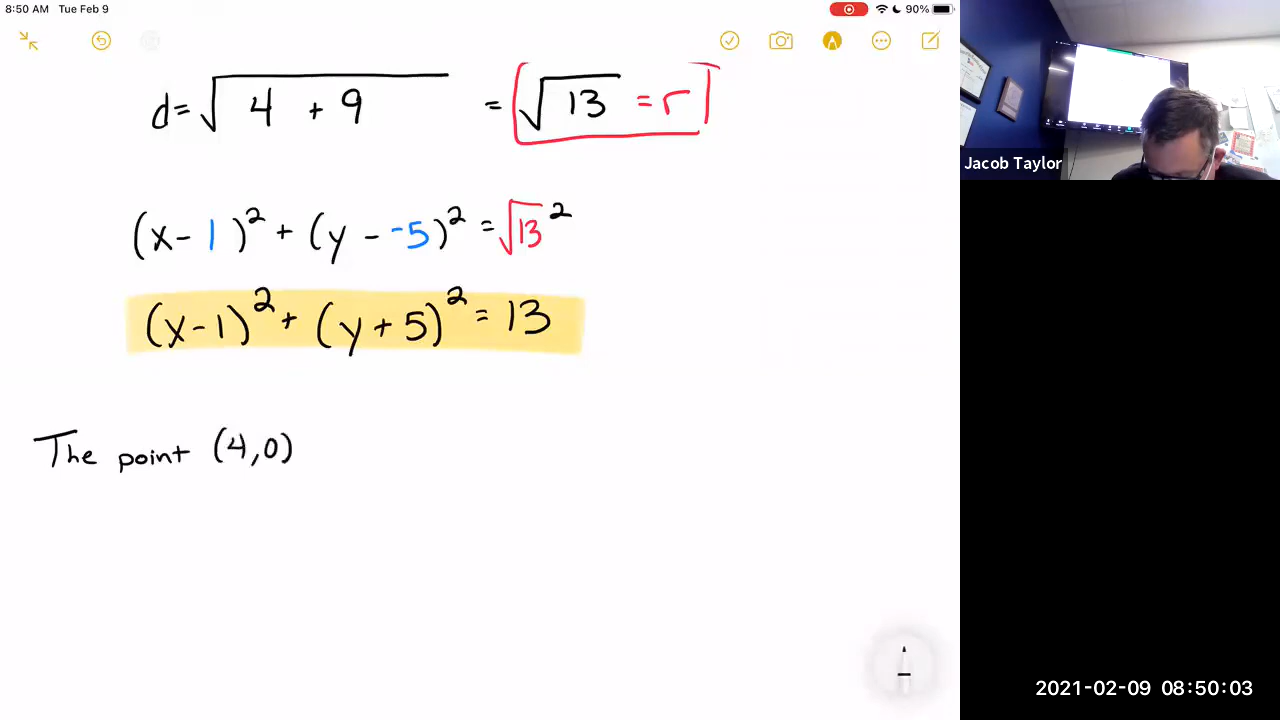 8:50 AM Tue Feb 9
90%
d = √4 + 9 = √13 = r
(x - 1)² + (y - -5)² = √13²
(x - 1)² + (y + 5)² = 13
The point (4,0)
Jacob Taylor
2021-02-09 08:50:03